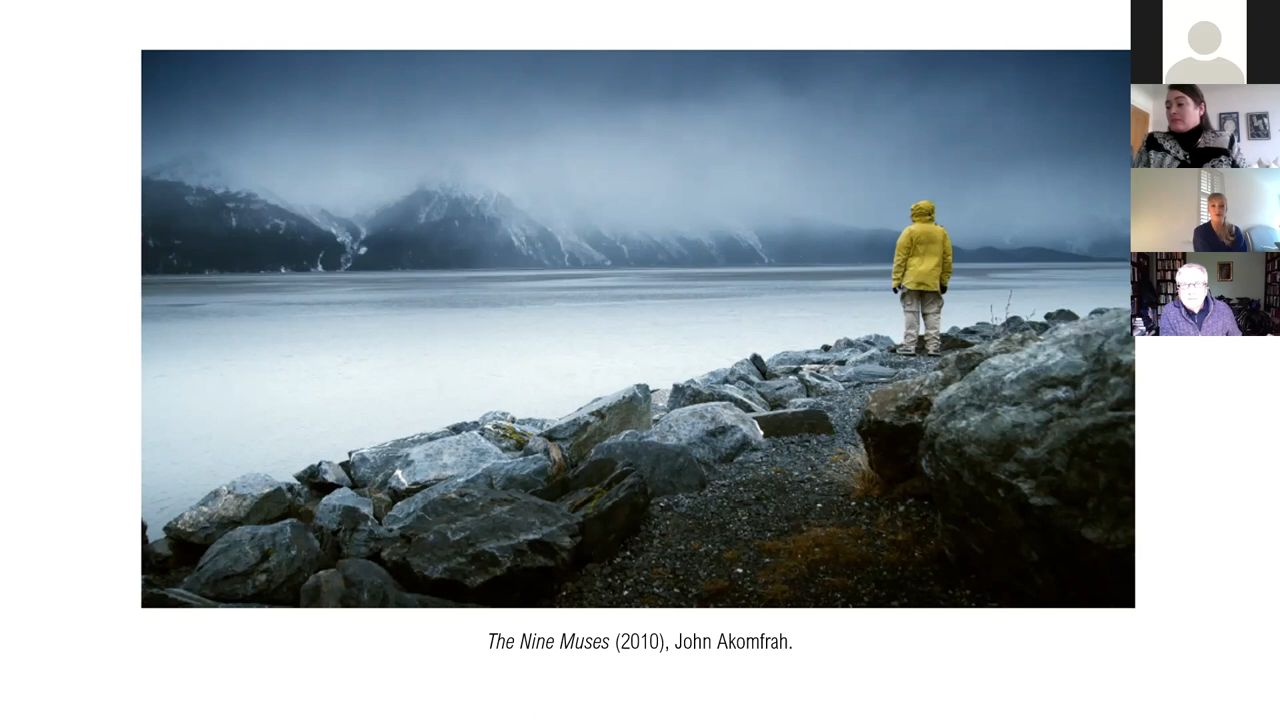 The Nine Muses (2010), John Akomfrah.